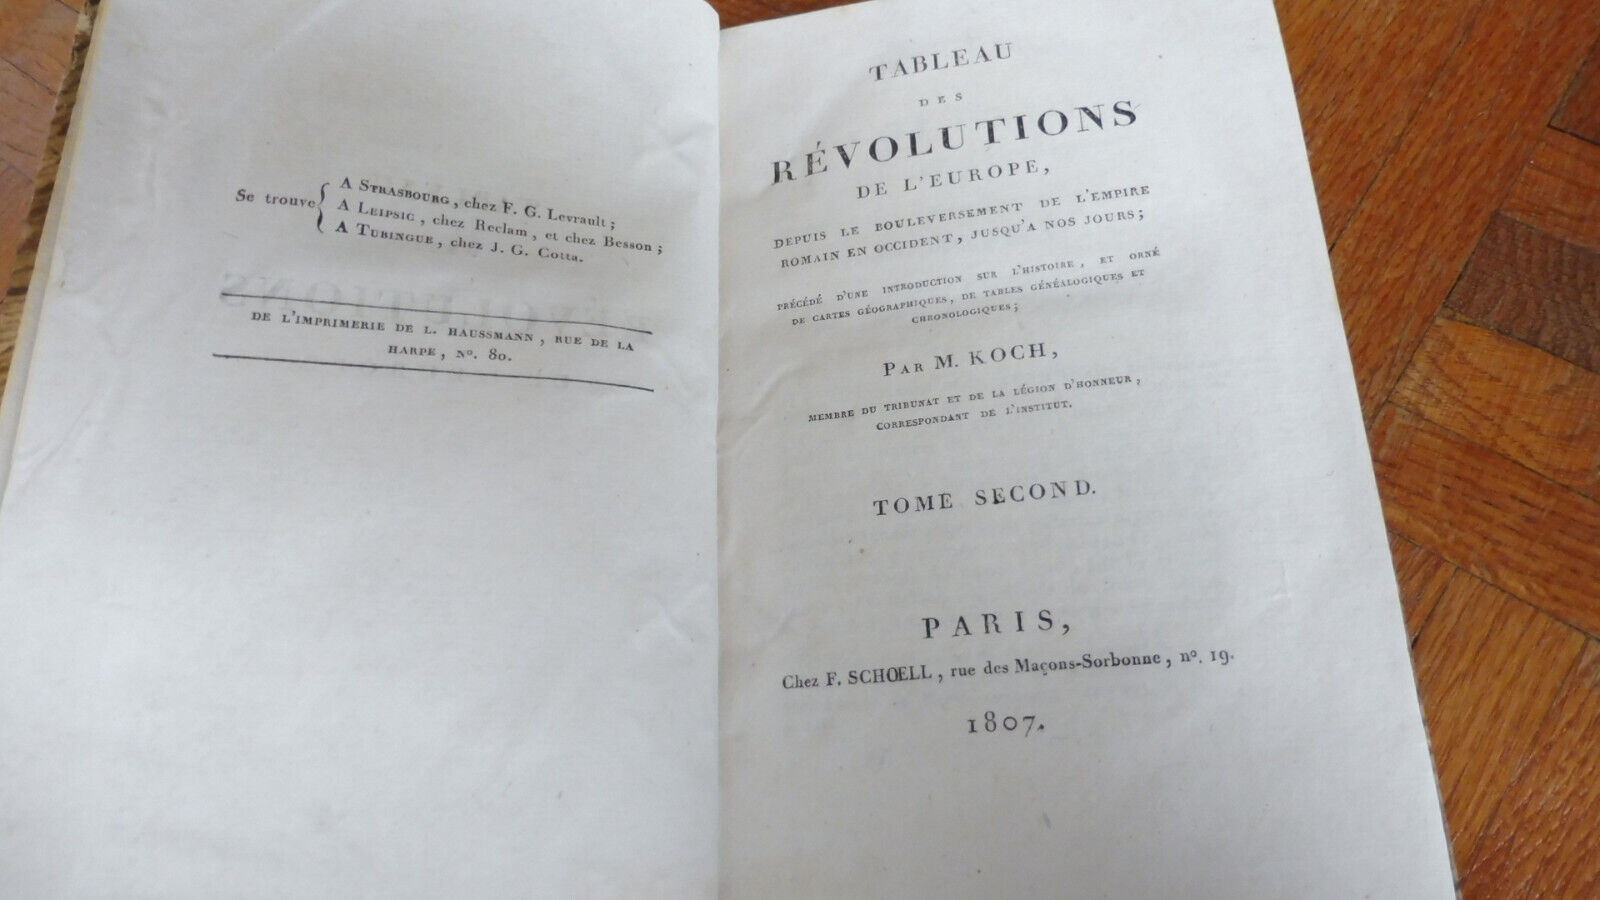 Se trouve
A STRASBOURG, chez F. G. Levrault;
A LEIPSIC, chez Reclam, et chez Besson;
A TUBINGUE, chez J. G. Cotta.
DE L'IMPRIMERIE DE L. HAUSSMANN, RUE DE LA
HARPE, Nº. 80.
TABLEAU
DES
RÉVOLUTIONS
DE L'EUROPE,
DEPUIS LE BOULEVERSEMENT DE L'EMPIRE
ROMAIN EN OCCIDENT, JUSQU'A NOS JOURS;
PRÉCÉDÉ D'UNE INTRODUCTION SUR L'HISTOIRE, ET ORNÉ
DE CARTES GÉOGRAPHIQUES, DE TABLES GÉNÉALOGIQUES ET
CHRONOLOGIQUES;
PAR M. KOCH,
MEMBRE DU TRIBUNAT ET DE LA LÉGION D'HONNEUR,
CORRESPONDANT DE L'INSTITUT.
TOME SECOND.
PARIS,
Chez F. SCHOELL, rue des Maçons-Sorbonne, nº. 19.
1807.